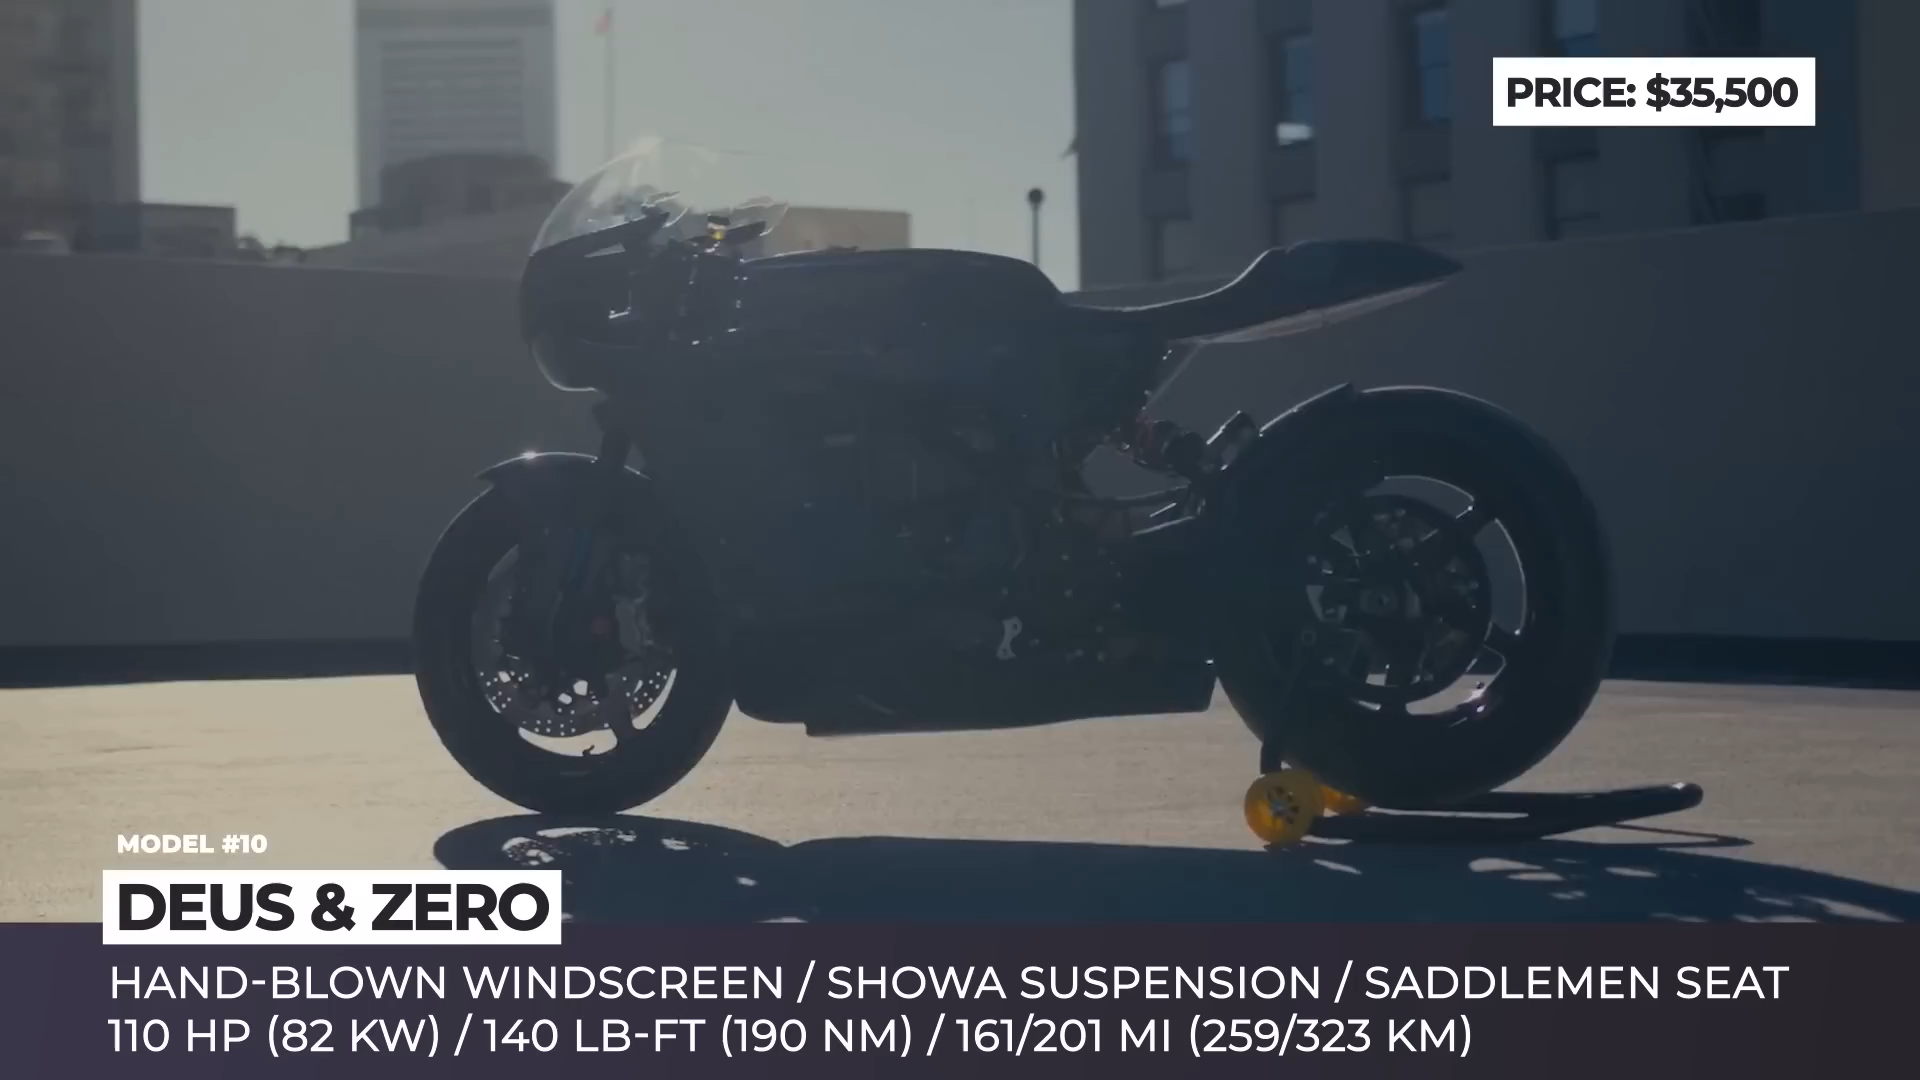 PRICE: $35,500
MODEL #10
DEUS & ZERO
HAND-BLOWN WINDSCREEN / SHOWA SUSPENSION / SADDLEMEN SEAT
110 HP (82 KW) / 140 LB-FT (190 NM) / 161/201 MI (259/323 KM)